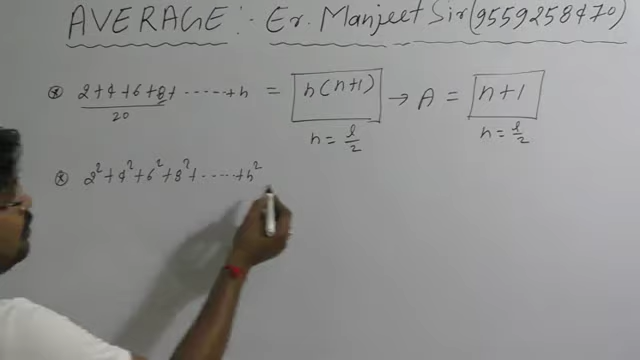 AVERAGE :- Er. Manjeet Sir (9559258470)
* 2+4+6+8+ ......+n = n(n+1) → A = n+1
20
n = l/2 n = l/2
* 2²+4²+6²+8²+ ......+n²